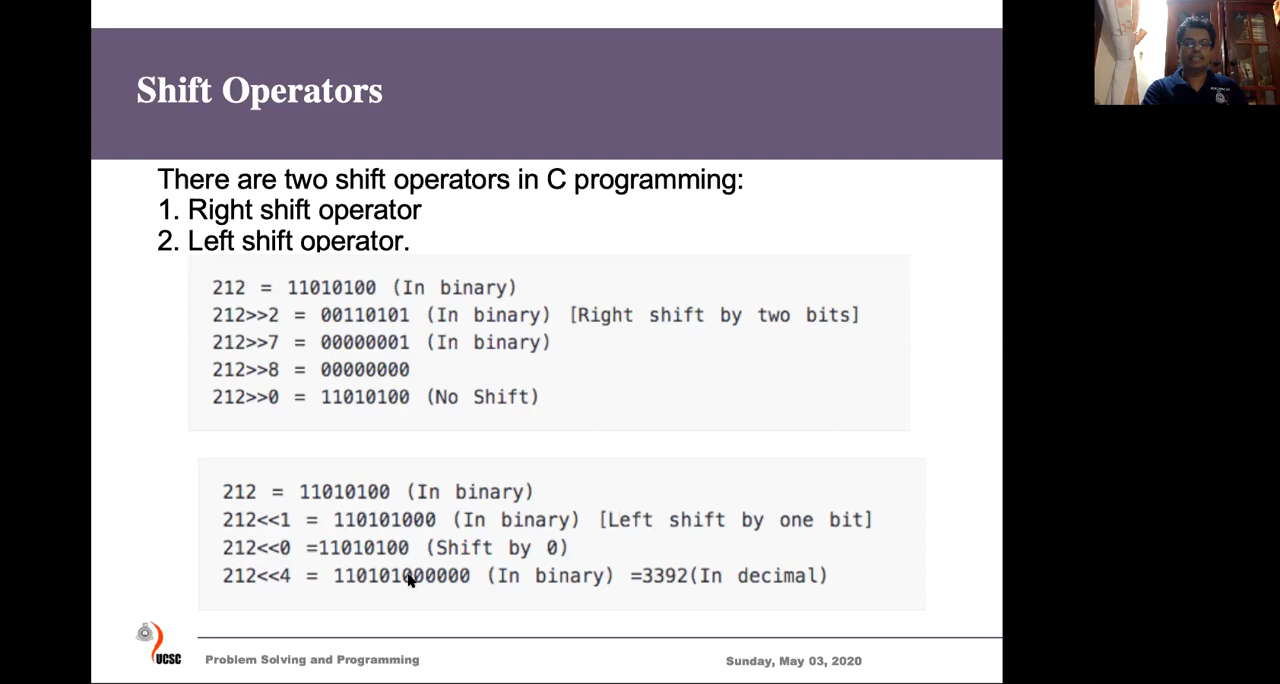 Shift Operators
There are two shift operators in C programming:
1. Right shift operator
2. Left shift operator.
212 = 11010100 (In binary)
212>>2 = 00110101 (In binary) [Right shift by two bits]
212>>7 = 00000001 (In binary)
212>>8 = 00000000
212>>0 = 11010100 (No Shift)
212 = 11010100 (In binary)
212<<1 = 110101000 (In binary) [Left shift by one bit]
212<<0 =11010100 (Shift by 0)
212<<4 = 110101000000 (In binary) =3392(In decimal)
UCSC
Problem Solving and Programming
Sunday, May 03, 2020